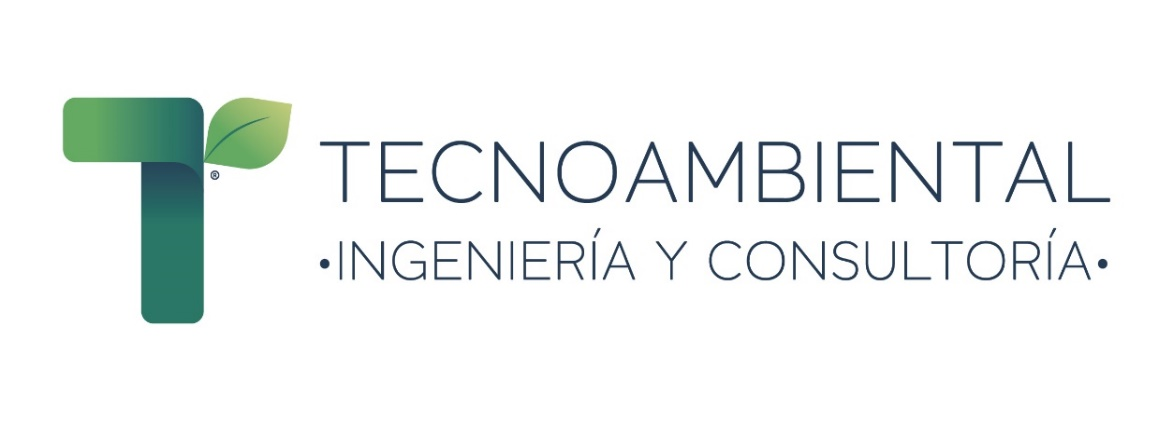 T®
TECNOAMBIENTAL
•INGENIERÍA Y CONSULTORÍA•